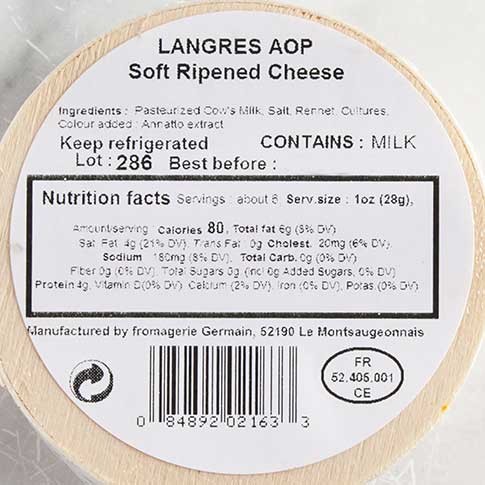 LANGRES AOP
Soft Ripened Cheese
Ingredients : Pasteurized Cow's Milk, Salt, Rennet, Cultures,
Colour added : Annatto extract
Keep refrigerated CONTAINS : MILK
Lot : 286 Best before :
Nutrition facts Servings : about 6 Serv.size : 1oz (28g),
Amount/serving Calories 80, Total fat 6g (8% DV)
Sat. Fat. 4g (21% DV), Trans Fat : 0g Cholest. 20mg (6% DV),
Sodium 180mg (8% DV), Total Carb. 0g (0% DV)
Fiber 0g (0% DV), Total Sugars 0g (incl 0g Added Sugars, 0% DV)
Protein 4g, Vitamin D(0% DV), Calcium (2% DV), Iron (0% DV), Potas. (0% DV)
Manufactured by fromagerie Germain, 52190 Le Montsaugeonnais
FR
52.405.001
CE
0 84892 02163 3